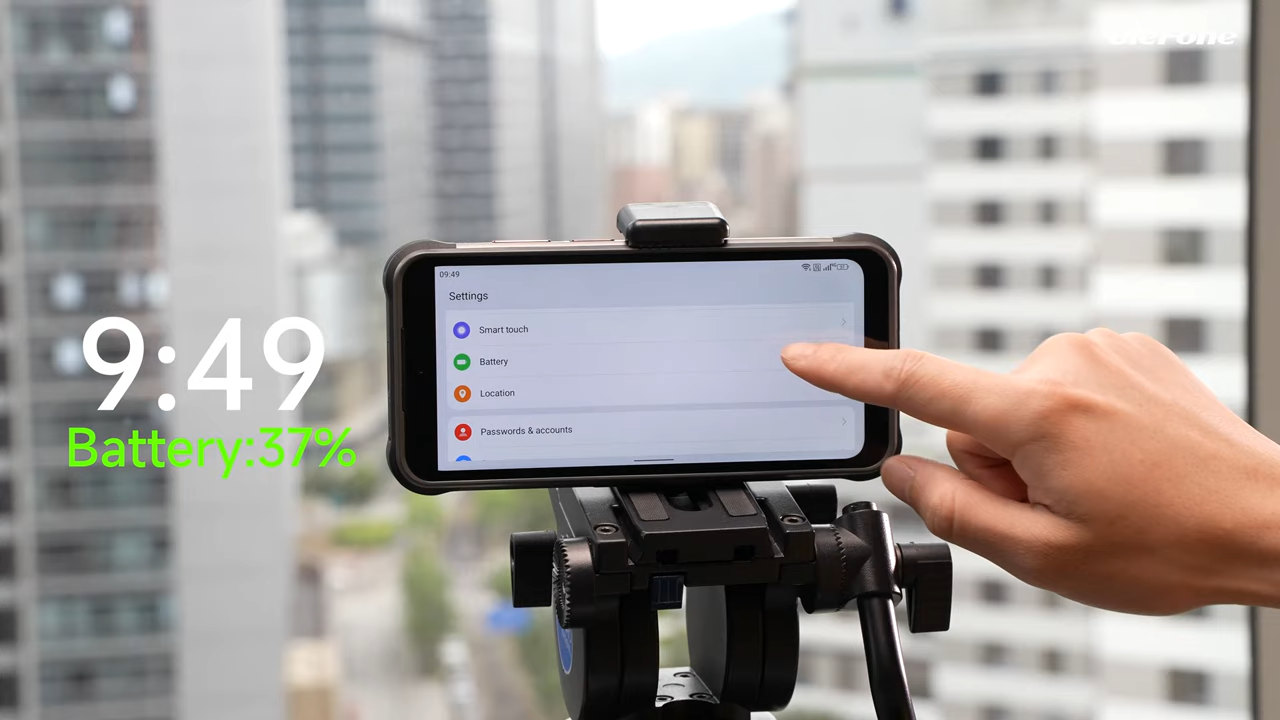 09:49
Settings
Smart touch
Battery
Location
Passwords & accounts
9:49
Battery:37%